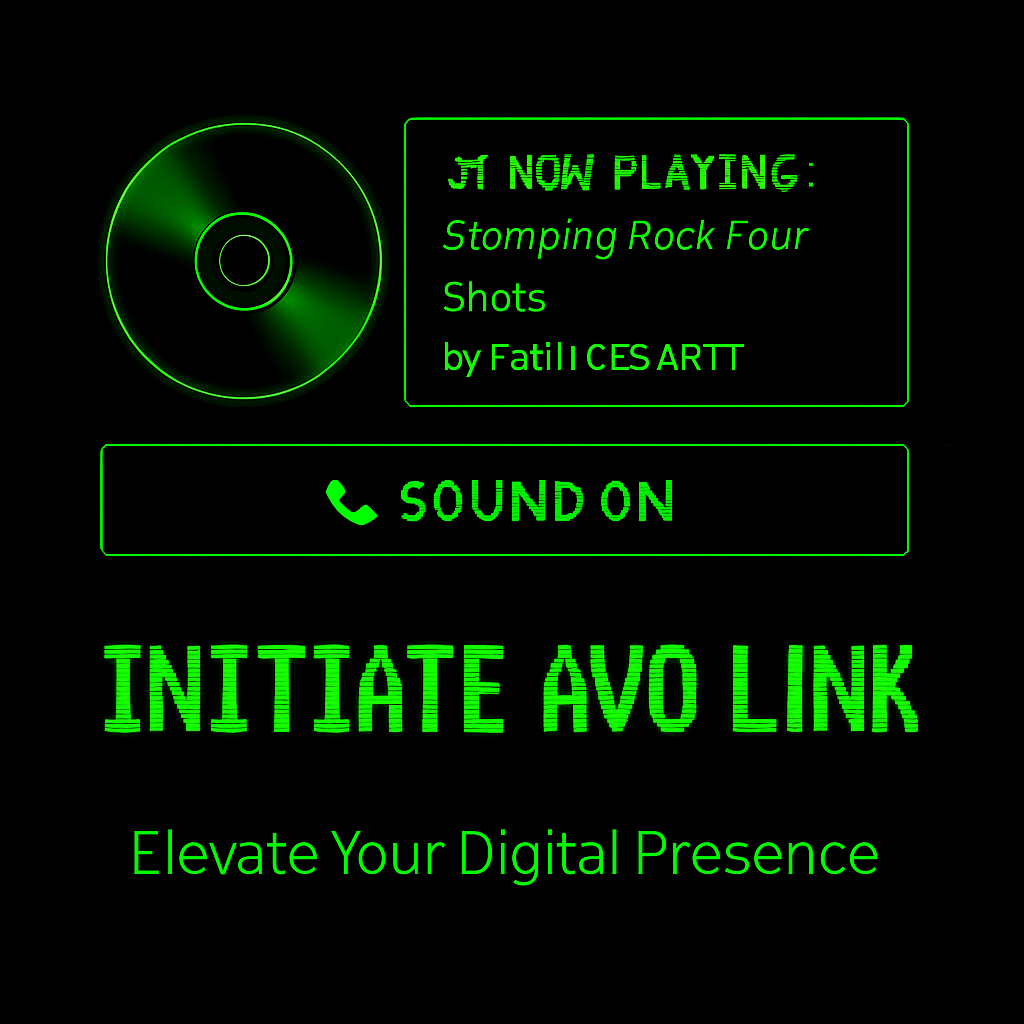 NOW PLAYING:
Stomping Rock Four
Shots
by Fatil I CES ARTT
SOUND ON
INITIATE AVO LINK
Elevate Your Digital Presence